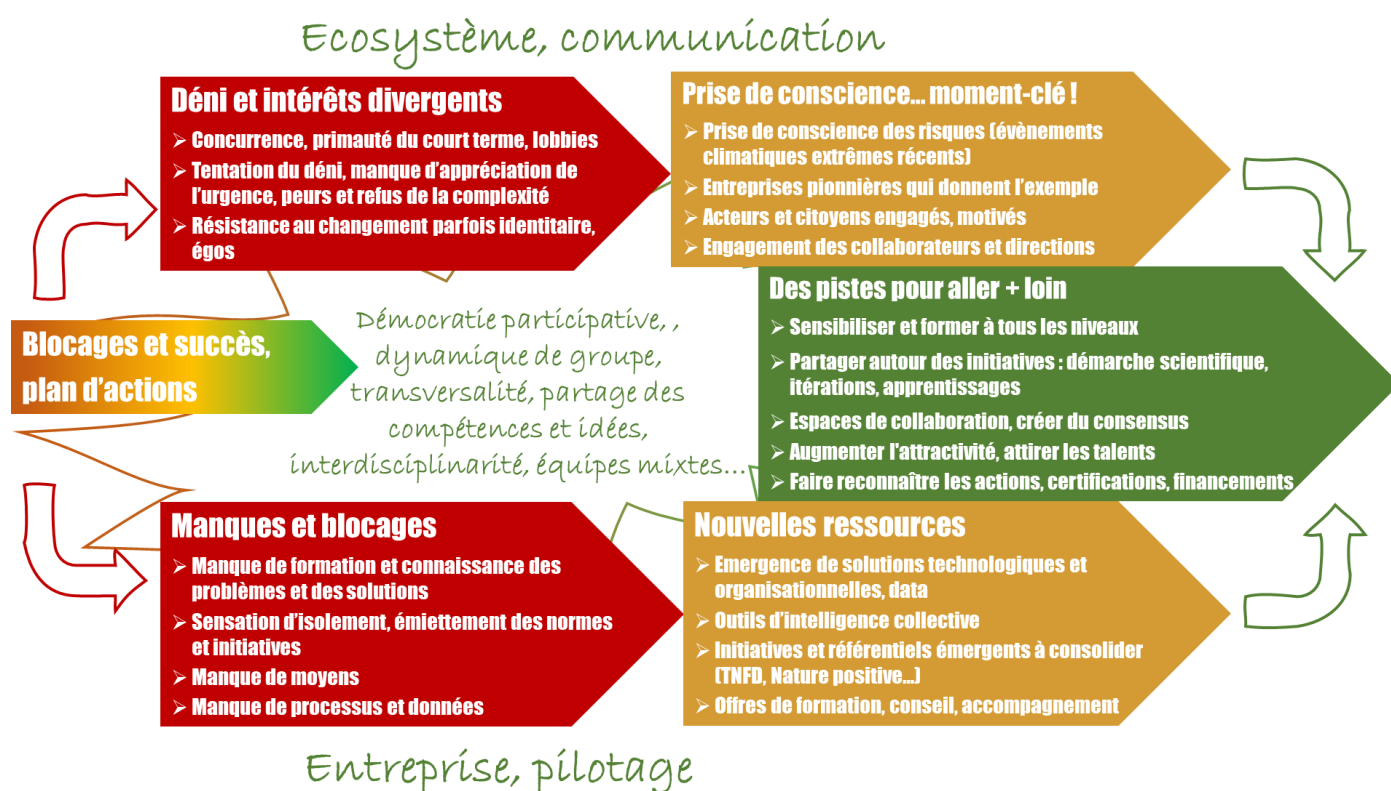 Ecosystème, communication
Déni et intérêts divergents
➢ Concurrence, primauté du court terme, lobbies
➢ Tentation du déni, manque d'appréciation de
l'urgence, peurs et refus de la complexité
➢ Résistance au changement parfois identitaire,
égos
Prise de conscience... moment-clé !
➢ Prise de conscience des risques (évènements
climatiques extrêmes récents)
➢ Entreprises pionnières qui donnent l'exemple
➢ Acteurs et citoyens engagés, motivés
➢ Engagement des collaborateurs et directions
Blocages et succès,
plan d'actions
Démocratie participative, ,
dynamique de groupe,
transversalité, partage des
compétences et idées,
interdisciplinarité, équipes mixtes...
Des pistes pour aller + loin
➢ Sensibiliser et former à tous les niveaux
➢ Partager autour des initiatives : démarche scientifique,
itérations, apprentissages
➢ Espaces de collaboration, créer du consensus
➢ Augmenter l'attractivité, attirer les talents
➢ Faire reconnaître les actions, certifications, financements
Manques et blocages
➢ Manque de formation et connaissance des
problèmes et des solutions
➢ Sensation d'isolement, émiettement des normes
et initiatives
➢ Manque de moyens
➢ Manque de processus et données
Nouvelles ressources
➢ Emergence de solutions technologiques et
organisationnelles, data
➢ Outils d'intelligence collective
➢ Initiatives et référentiels émergents à consolider
(TNFD, Nature positive...)
➢ Offres de formation, conseil, accompagnement
Entreprise, pilotage